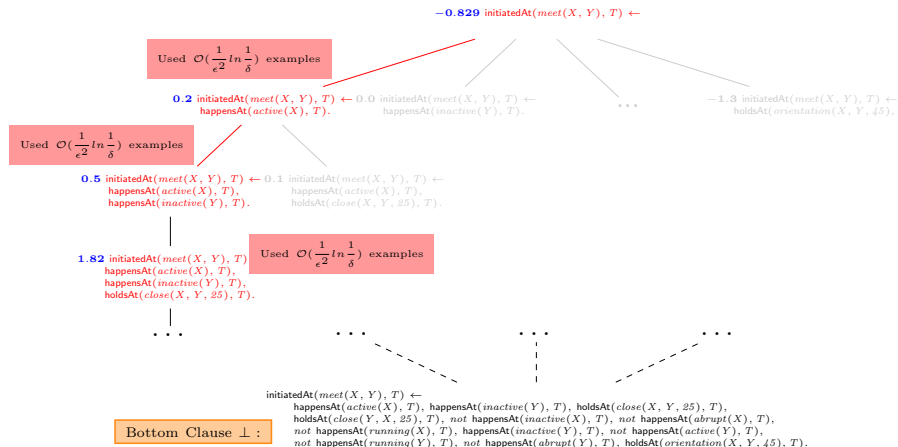 −0.829 initiatedAt(meet(X, Y), T) ←
Used 𝒪(1/ϵ² ln 1/δ) examples
0.2 initiatedAt(meet(X, Y), T) ←
happensAt(active(X), T).
0.0 initiatedAt(meet(X, Y), T) ←
happensAt(inactive(Y), T).
• • •
−1.3 initiatedAt(meet(X, Y), T) ←
holdsAt(orientation(X, Y, 45),
Used 𝒪(1/ϵ² ln 1/δ) examples
0.5 initiatedAt(meet(X, Y), T) ←
happensAt(active(X), T),
happensAt(inactive(Y), T).
0.1 initiatedAt(meet(X, Y), T) ←
happensAt(active(X), T),
holdsAt(close(X, Y, 25), T).
1.82 initiatedAt(meet(X, Y), T)
happensAt(active(X), T),
happensAt(inactive(Y), T),
holdsAt(close(X, Y, 25), T).
Used 𝒪(1/ϵ² ln 1/δ) examples
• • • • • • • • • • • •
initiatedAt(meet(X, Y), T) ←
happensAt(active(X), T), happensAt(inactive(Y), T), holdsAt(close(X, Y, 25), T),
holdsAt(close(Y, X, 25), T), not happensAt(inactive(X), T), not happensAt(abrupt(X), T),
Bottom Clause ⊥ :
not happensAt(running(X), T), happensAt(inactive(Y), T), not happensAt(active(Y), T),
not happensAt(running(Y), T), not happensAt(abrupt(Y), T), holdsAt(orientation(X, Y, 45), T).